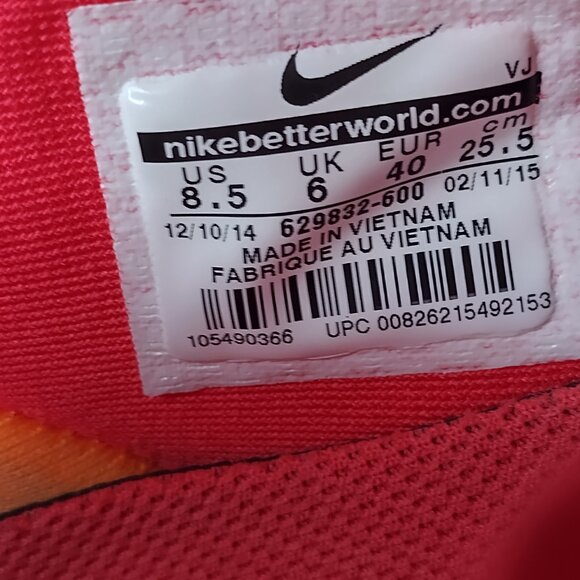 VJ
nikebetterworld.com
US UK EUR cm
8.5 6 40 25.5
12/10/14 629832-600 02/11/15
MADE IN VIETNAM
FABRIQUE AU VIETNAM
105490366 UPC 00826215492153